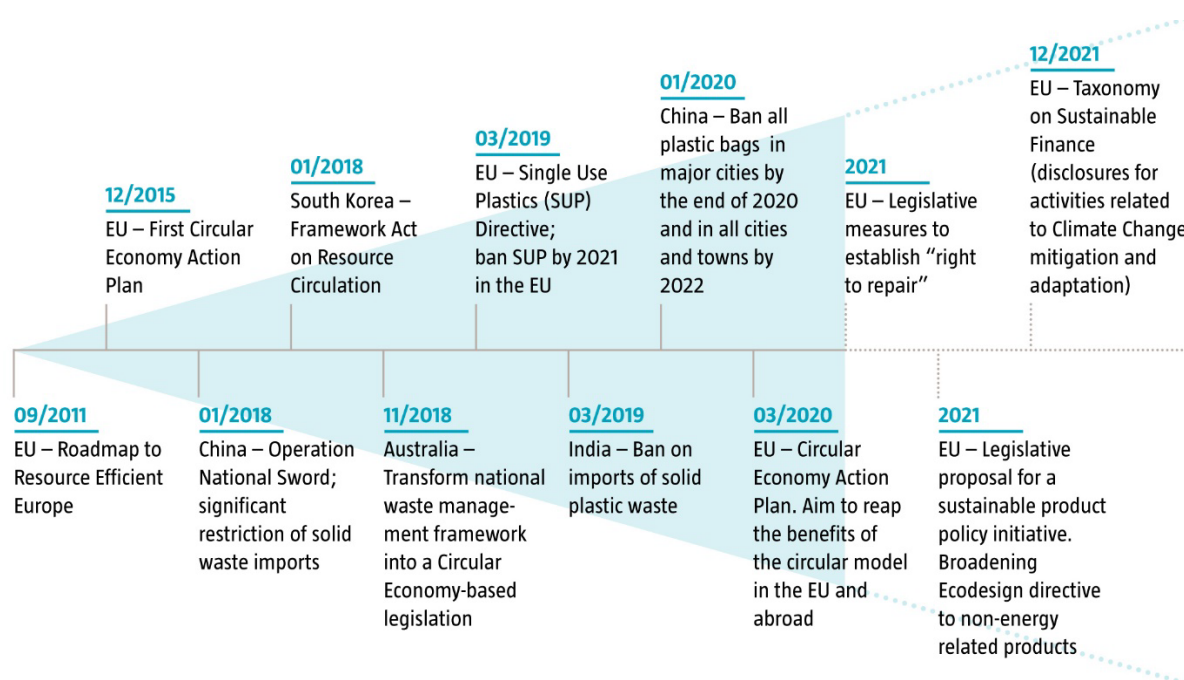 12/2015
EU – First Circular
Economy Action
Plan
01/2018
South Korea –
Framework Act
on Resource
Circulation
03/2019
EU – Single Use
Plastics (SUP)
Directive;
ban SUP by 2021
in the EU
01/2020
China – Ban all
plastic bags in
major cities by
the end of 2020
and in all cities
and towns by
2022
2021
EU – Legislative
measures to
establish “right
to repair”
12/2021
EU – Taxonomy
on Sustainable
Finance
(disclosures for
activities related
to Climate Change
mitigation and
adaptation)
09/2011
EU – Roadmap to
Resource Efficient
Europe
01/2018
China – Operation
National Sword;
significant
restriction of solid
waste imports
11/2018
Australia –
Transform national
waste manage-
ment framework
into a Circular
Economy-based
legislation
03/2019
India – Ban on
imports of solid
plastic waste
03/2020
EU – Circular
Economy Action
Plan. Aim to reap
the benefits of
the circular model
in the EU and
abroad
2021
EU – Legislative
proposal for a
sustainable product
policy initiative.
Broadening
Ecodesign directive
to non-energy
related products